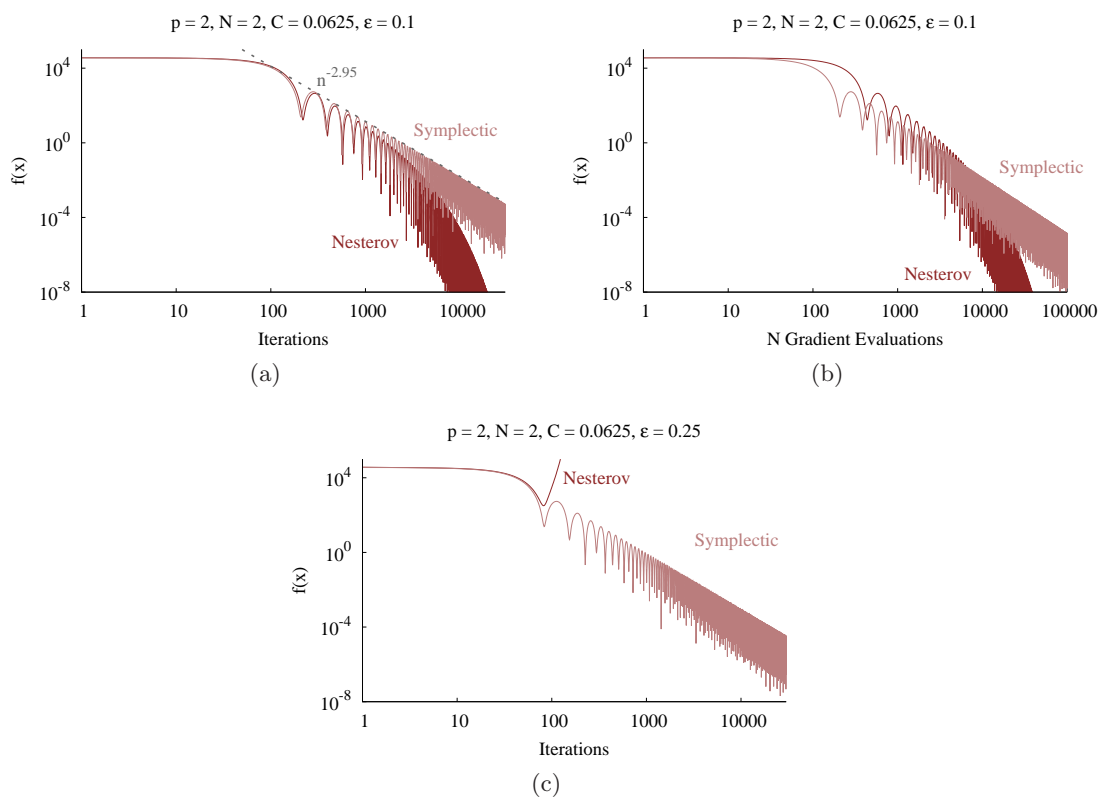 p = 2, N = 2, C = 0.0625, ε = 0.1
f(x)
10^4
10^0
10^-4
10^-8
n^-2.95
Symplectic
Nesterov
1 10 100 1000 10000
Iterations
(a)
p = 2, N = 2, C = 0.0625, ε = 0.1
f(x)
10^4
10^0
10^-4
10^-8
Symplectic
Nesterov
1 10 100 1000 10000 100000
N Gradient Evaluations
(b)
p = 2, N = 2, C = 0.0625, ε = 0.25
f(x)
10^4
10^0
10^-4
10^-8
Nesterov
Symplectic
1 10 100 1000 10000
Iterations
(c)